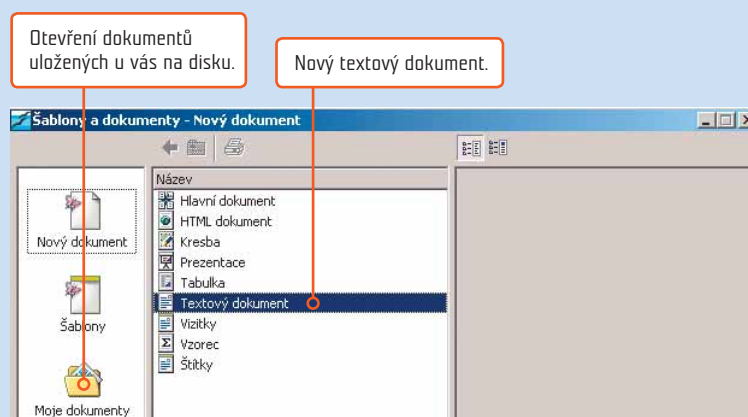 Otevření dokumentů
uložených u vás na disku.
Nový textový dokument.
Šablony a dokumenty - Nový dokument
Název
Hlavní dokument
HTML dokument
Kresba
Prezentace
Tabulka
Textový dokument
Vizitky
Vzorec
Štítky
Nový dokument
Šablony
Moje dokumenty